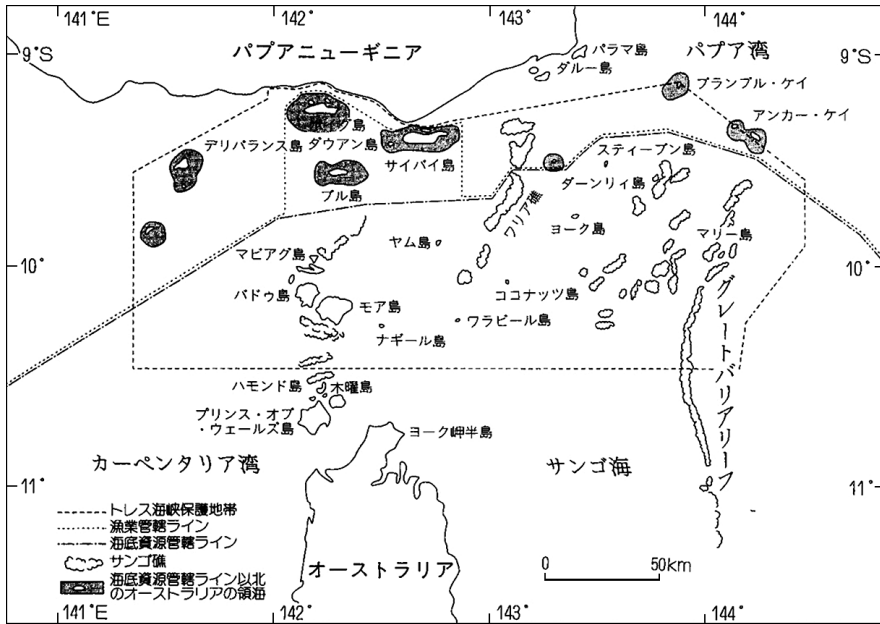 141°E
142°
143°
144°
9°S
パプアニューギニア
パラマ島
ダルー島
パプア湾
9°S
ブランブル・ケイ
アンカー・ケイ
ボイグ島
デリバランス島
ダウアン島
サイバイ島
スティーブン島
ブル島
ダーンリィ島
ワリア礁
ヨーク島
マリー島
ヤム島
マビアグ島
10°
10°
バドゥ島
モア島
ココナッツ島
ワラビール島
ナギール島
グレートバリアリーフ
ハモンド島
木曜島
プリンス・オブ
・ウェールズ島
ヨーク岬半島
カーペンタリア湾
サンゴ海
11°
11°
トレス海峡保護地帯
漁業管轄ライン
海底資源管轄ライン
サンゴ礁
海底資源管轄ライン以北
のオーストラリアの領海
オーストラリア
0
50km
141°E
142°
143°
144°